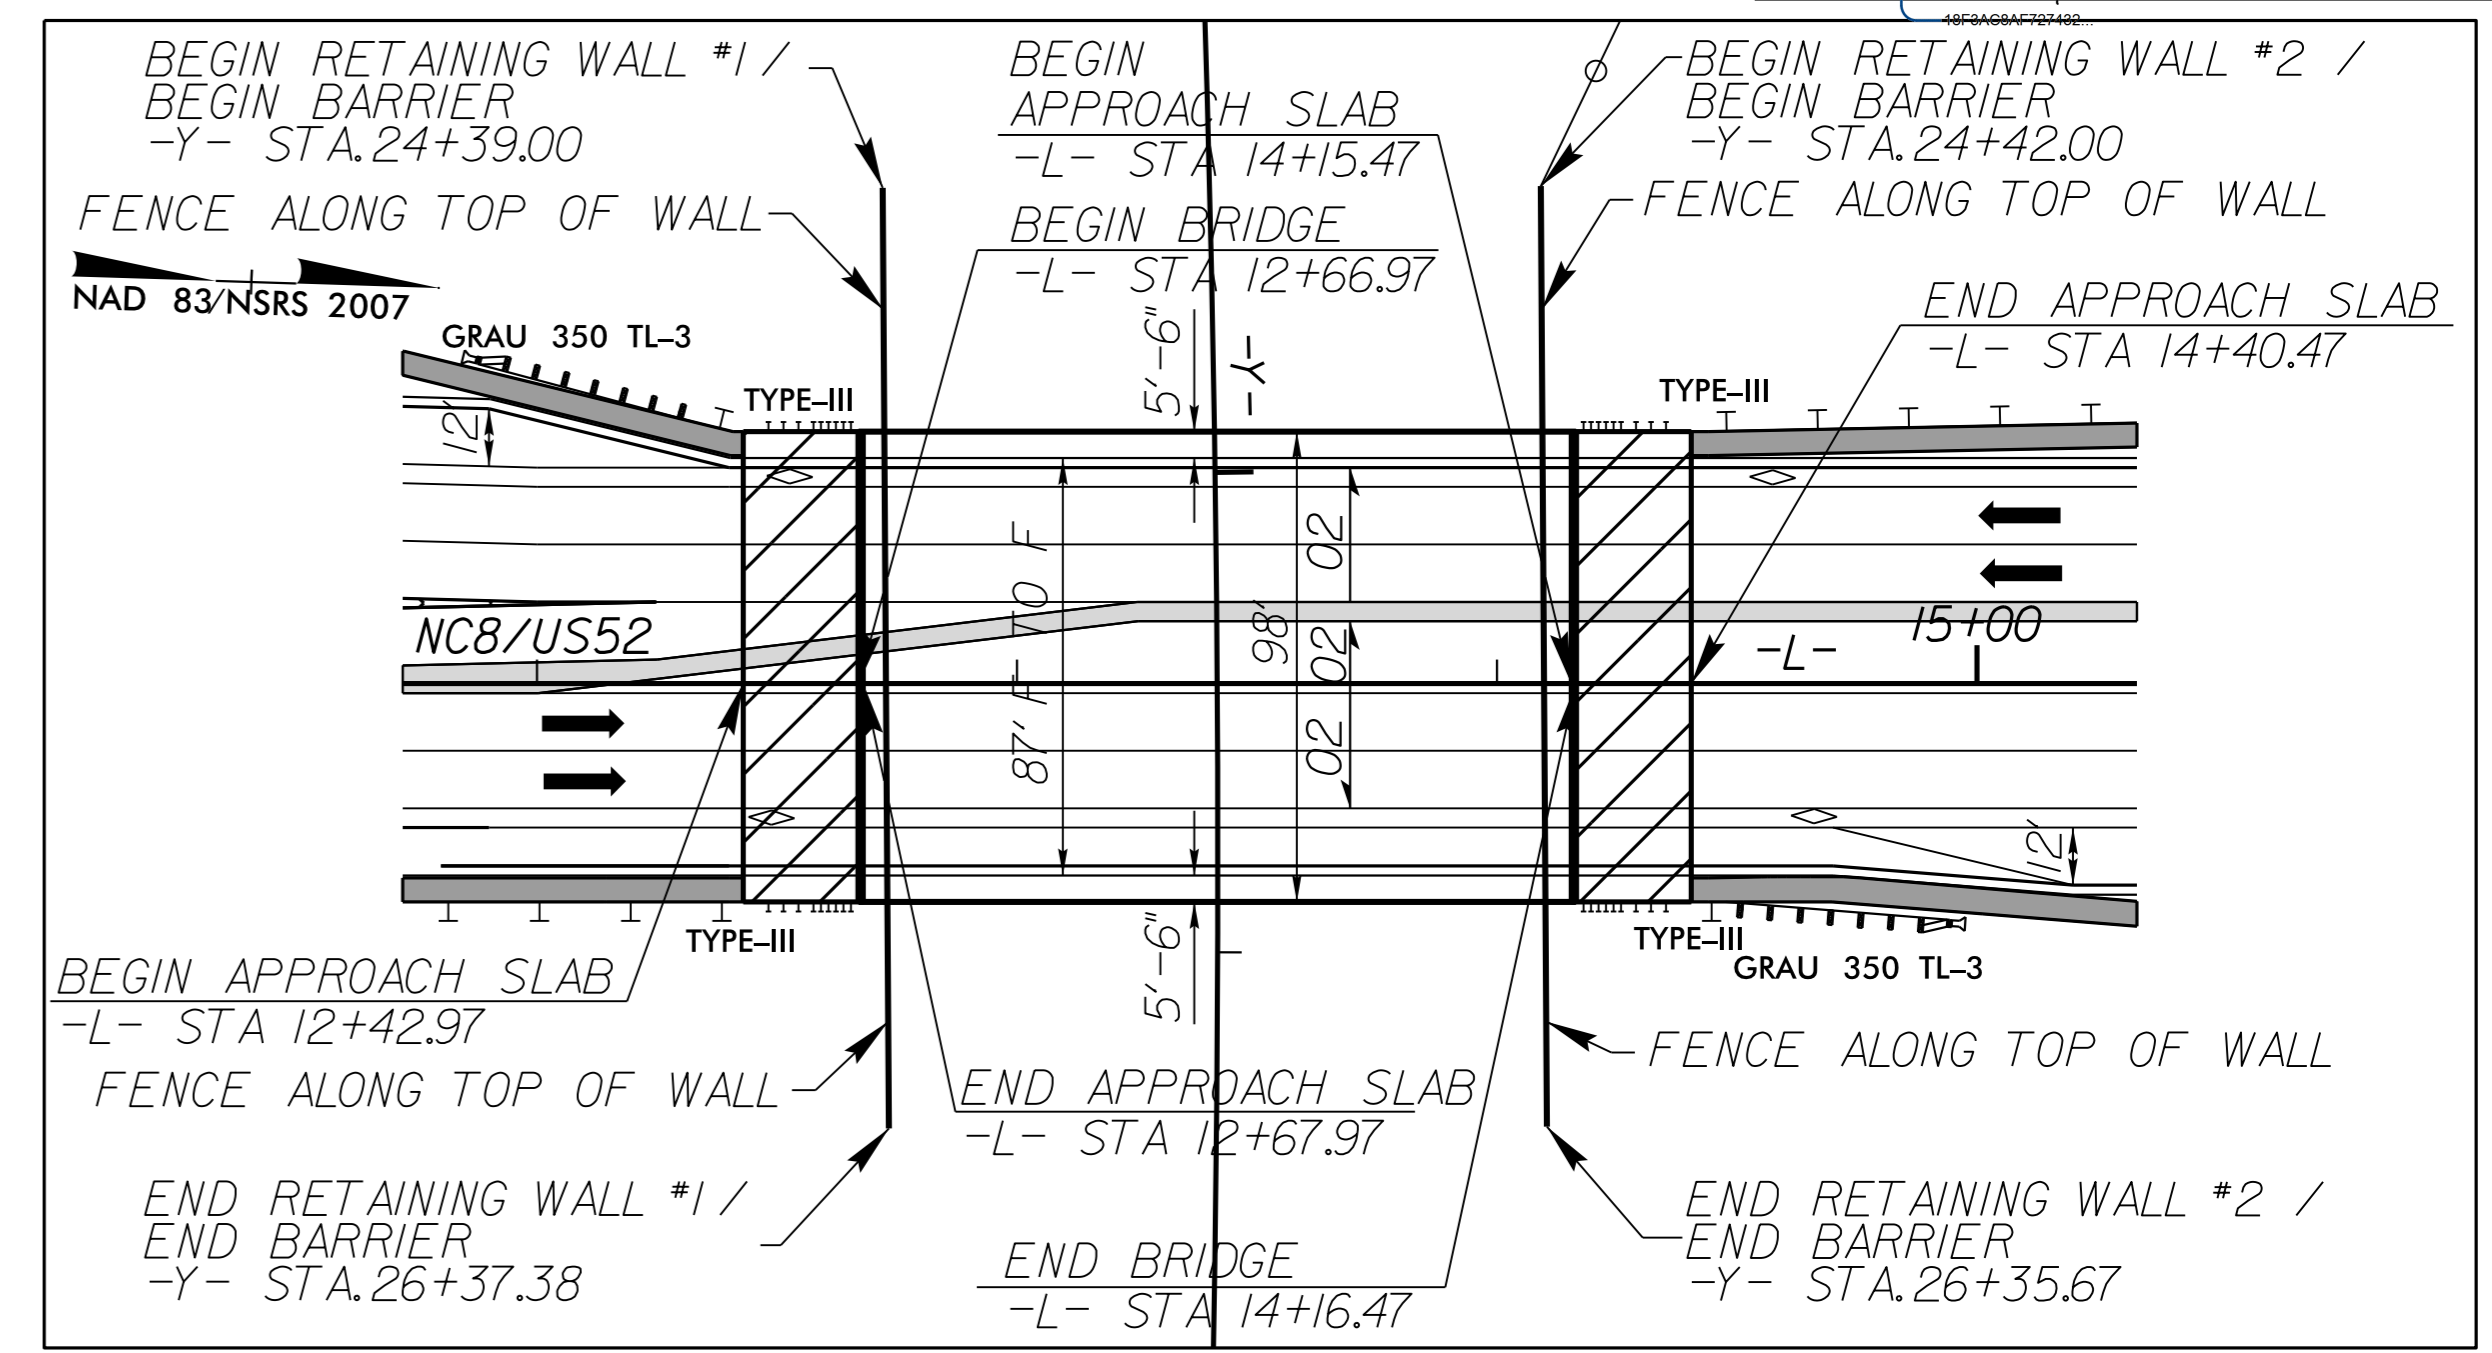 18F3AC8AF727432...
BEGIN RETAINING WALL #1 /
BEGIN BARRIER
-Y- STA. 24+39.00
FENCE ALONG TOP OF WALL
NAD 83/NSRS 2007
BEGIN
APPROACH SLAB
-L- STA 14+15.47
BEGIN BRIDGE
-L- STA 12+66.97
BEGIN RETAINING WALL #2 /
BEGIN BARRIER
-Y- STA. 24+42.00
FENCE ALONG TOP OF WALL
END APPROACH SLAB
-L- STA 14+40.47
GRAU 350 TL-3
TYPE-III
5'-6"
-Y-
TYPE-III
12'
NC8/US52
87' F
TO F
98'
02
02
02
-L-
15+00
12'
TYPE-III
5'-6"
TYPE-III
GRAU 350 TL-3
BEGIN APPROACH SLAB
-L- STA 12+42.97
FENCE ALONG TOP OF WALL
END RETAINING WALL #1 /
END BARRIER
-Y- STA. 26+37.38
END APPROACH SLAB
-L- STA 12+67.97
END BRIDGE
-L- STA 14+16.47
FENCE ALONG TOP OF WALL
END RETAINING WALL #2 /
END BARRIER
-Y- STA. 26+35.67